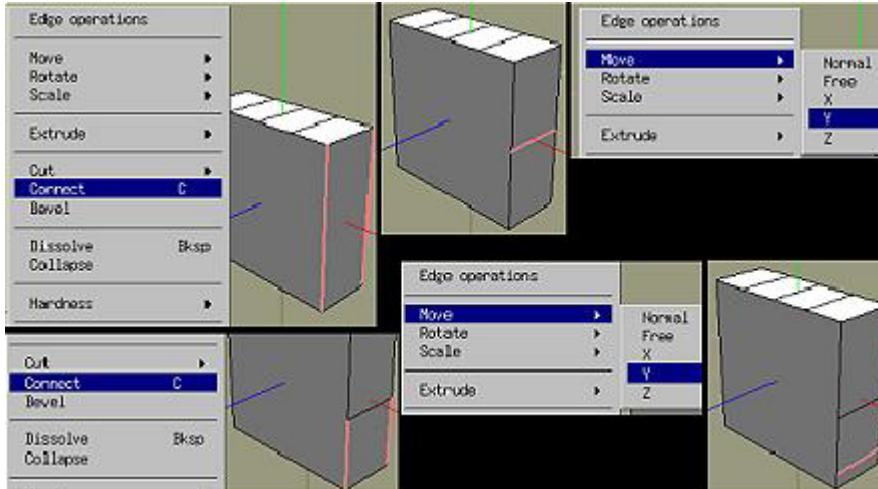 Edge operations
Move
Rotate
Scale
Extrude
Cut
Connect C
Bevel
Dissolve Bksp
Collapse
Hardness
Edge operations
Move
Rotate
Scale
Extrude
Normal
Free
X
Y
Z
Cut
Connect C
Bevel
Dissolve Bksp
Collapse
Edge operations
Move
Rotate
Scale
Extrude
Normal
Free
X
Y
Z